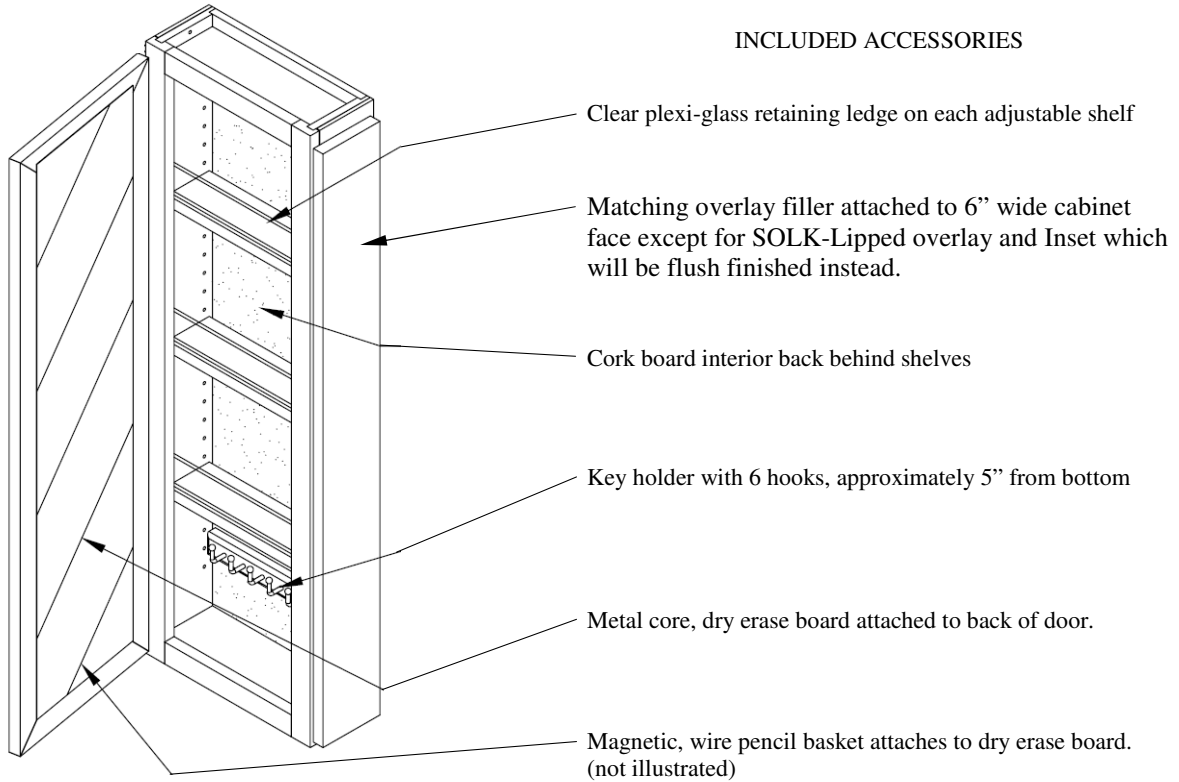 INCLUDED ACCESSORIES
Clear plexi-glass retaining ledge on each adjustable shelf
Matching overlay filler attached to 6” wide cabinet
face except for SOLK-Lipped overlay and Inset which
will be flush finished instead.
Cork board interior back behind shelves
Key holder with 6 hooks, approximately 5” from bottom
Metal core, dry erase board attached to back of door.
Magnetic, wire pencil basket attaches to dry erase board.
(not illustrated)